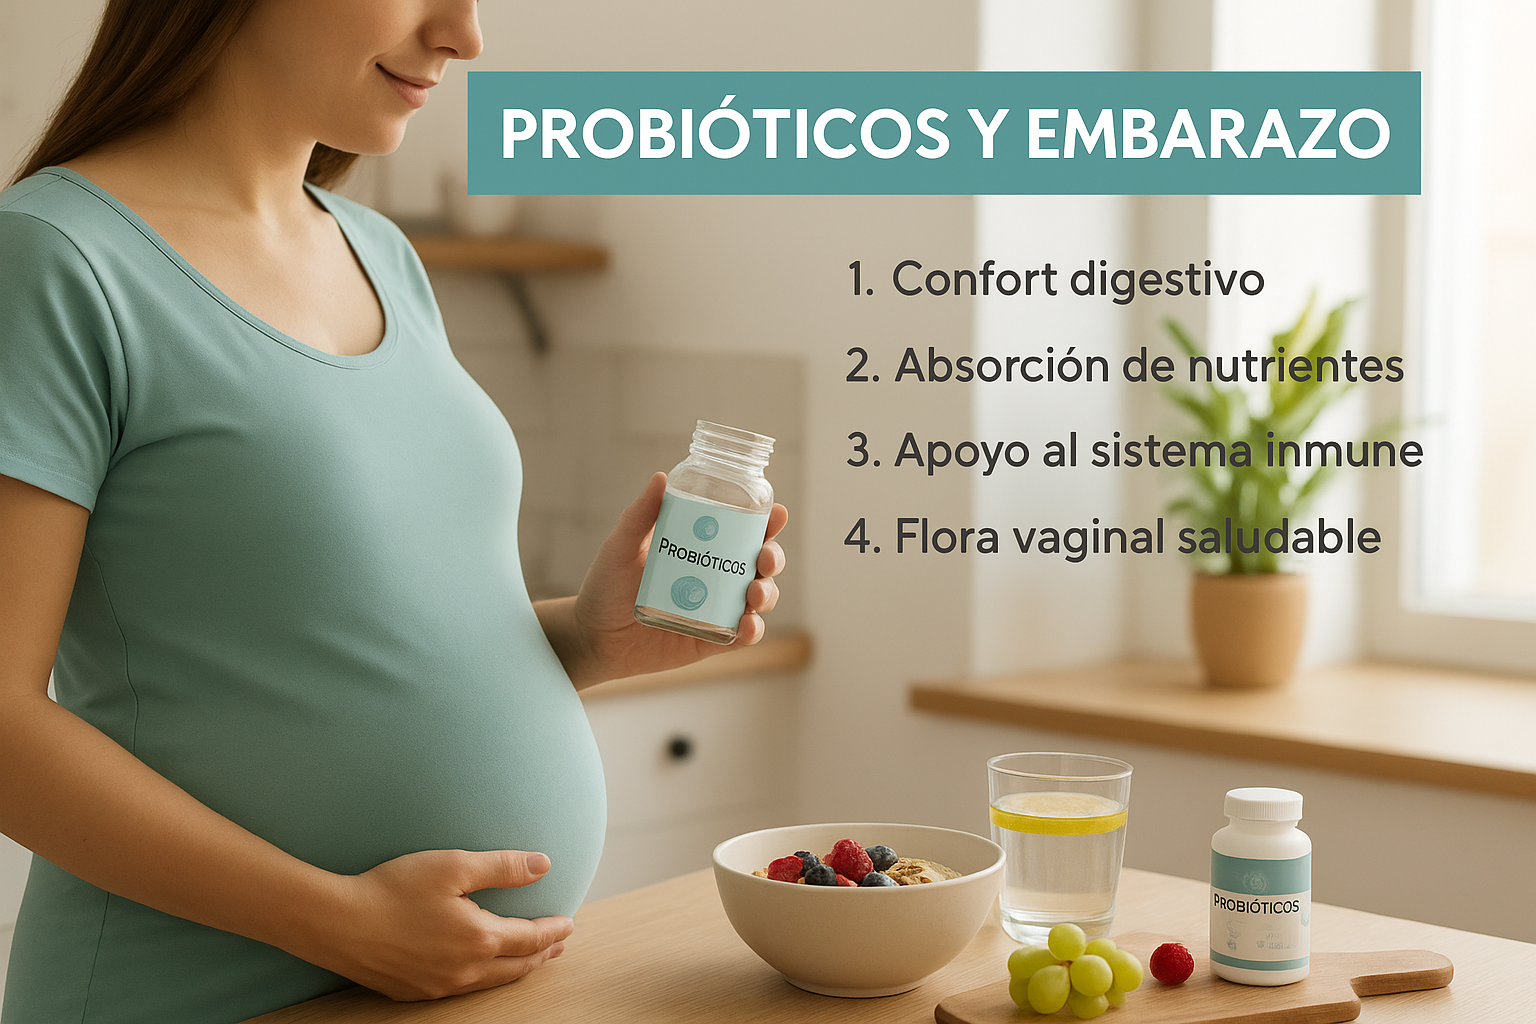 PROBIÓTICOS Y EMBARAZO
1. Confort digestivo
2. Absorción de nutrientes
3. Apoyo al sistema inmune
4. Flora vaginal saludable
PROBIÓTICOS
PROBIÓTICOS